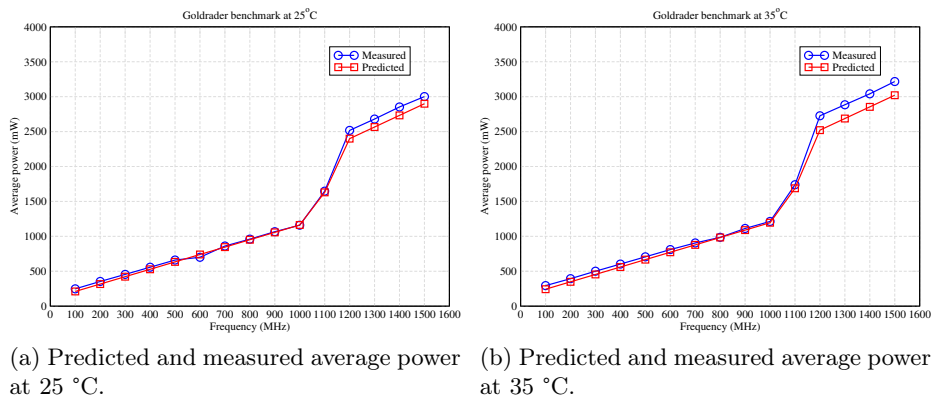 Goldrader benchmark at 25°C
4000
3500
3000
2500
2000
1500
1000
500
0
Average power (mW)
Measured
Predicted
0 100 200 300 400 500 600 700 800 900 1000 1100 1200 1300 1400 1500 1600
Frequency (MHz)
(a) Predicted and measured average power
at 25 °C.
Goldrader benchmark at 35°C
4000
3500
3000
2500
2000
1500
1000
500
0
Average power (mW)
Measured
Predicted
0 100 200 300 400 500 600 700 800 900 1000 1100 1200 1300 1400 1500 1600
Frequency (MHz)
(b) Predicted and measured average power
at 35 °C.